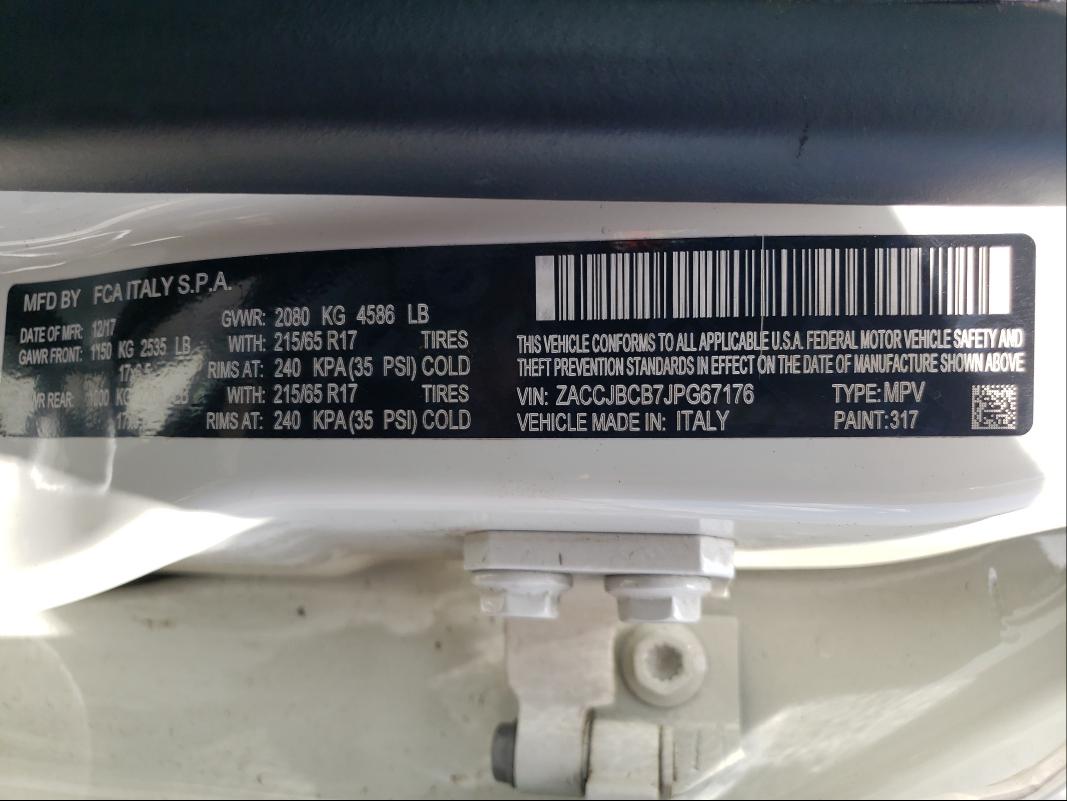 MFD BY FCA ITALY S.P.A.
DATE OF MFR: 12/17 GVWR: 2080 KG 4586 LB
GAWR FRONT: 1150 KG 2535 LB WITH: 215/65 R17 TIRES
RIMS AT: 240 KPA (35 PSI) COLD
REAR: WITH: 215/65 R17 TIRES
RIMS AT: 240 KPA (35 PSI) COLD
THIS VEHICLE CONFORMS TO ALL APPLICABLE U.S.A. FEDERAL MOTOR VEHICLE SAFETY AND
THEFT PREVENTION STANDARDS IN EFFECT ON THE DATE OF MANUFACTURE SHOWN ABOVE
VIN: ZACCJBCB7JPG67176 TYPE: MPV
VEHICLE MADE IN: ITALY PAINT: 317